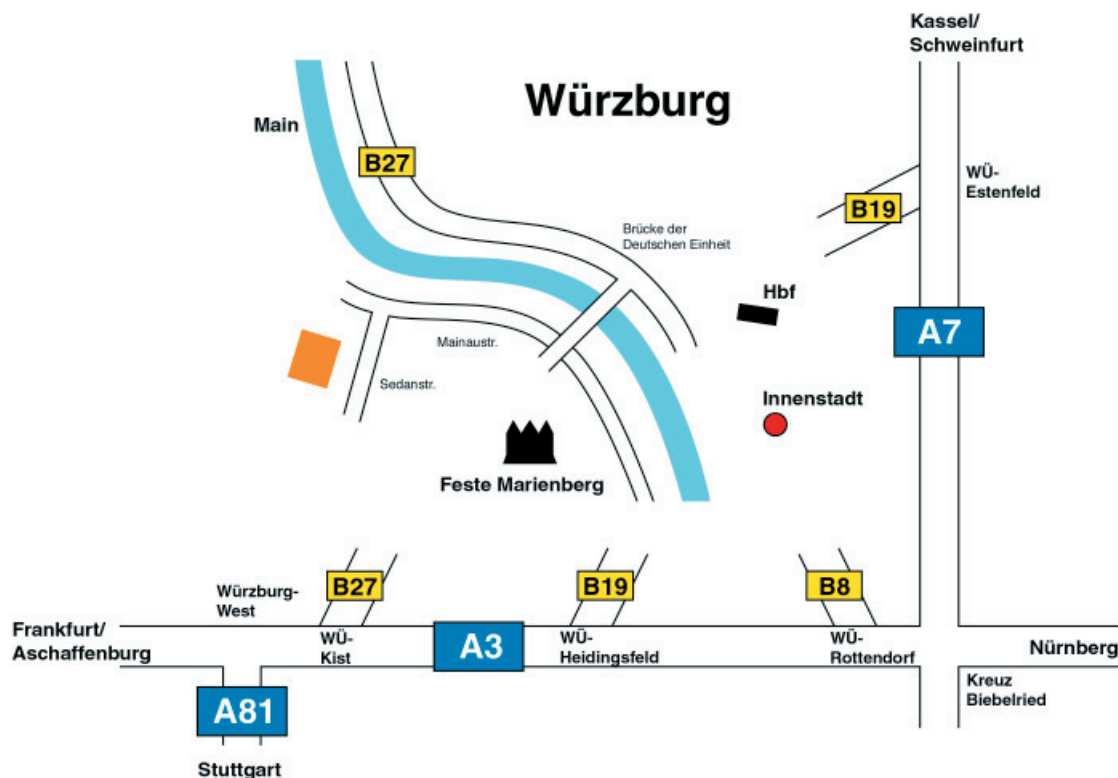 Kassel/
Schweinfurt
Würzburg
Main
B27
WÜ-
Estenfeld
B19
Brücke der
Deutschen Einheit
Hbf
A7
Mainaustr.
Sedanstr.
Innenstadt
Feste Marienberg
Würzburg-
West
B27
B19
B8
Frankfurt/
Aschaffenburg
WÜ-
Kist
A3
WÜ-
Heidingsfeld
WÜ-
Rottendorf
Nürnberg
Kreuz
Biebelried
A81
Stuttgart